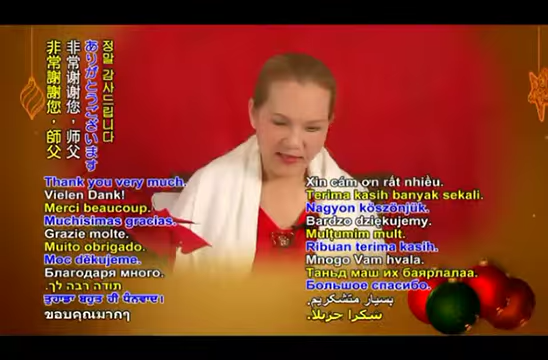 정말 감사드립니다
ありがとうございます
非常谢谢您，师父
非常謝謝您，師父
Thank you very much.
Vielen Dank!
Merci beaucoup.
Muchísimas gracias.
Grazie molte.
Muito obrigado.
Moc děkujeme.
Благодаря много.
תודה רבה לך.
ਤੁਹਾਡਾ ਬਹੁਤ ਹੀ ਧੰਨਵਾਦ।
ขอบคุณมากๆ
Xin cám ơn rất nhiều.
Terima kasih banyak sekali.
Nagyon köszönjük.
Bardzo dziękujemy.
Mulţumim mult.
Ribuan terima kasih.
Mnogo Vam hvala.
Таньд маш их баярлалаа.
Большое спасибо.
بسیار متشکریم.
شكرا جزيلا.